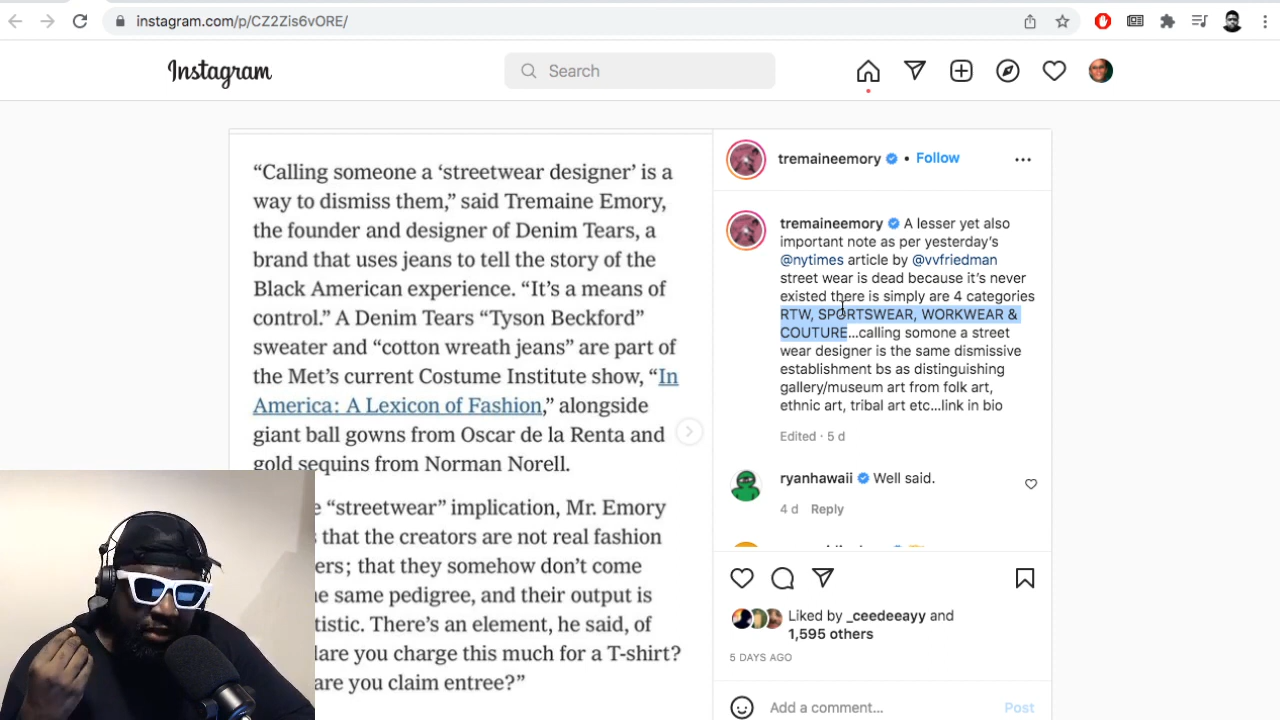 instagram.com/p/CZ2Zis6vORE/
Instagram
Search
“Calling someone a ‘streetwear designer’ is a
way to dismiss them,” said Tremaine Emory,
the founder and designer of Denim Tears, a
brand that uses jeans to tell the story of the
Black American experience. “It’s a means of
control.” A Denim Tears “Tyson Beckford”
sweater and “cotton wreath jeans” are part of
the Met’s current Costume Institute show, “In
America: A Lexicon of Fashion,” alongside
giant ball gowns from Oscar de la Renta and
gold sequins from Norman Norell.
“streetwear” implication, Mr. Emory
that the creators are not real fashion
ers; that they somehow don’t come
same pedigree, and their output is
tistic. There’s an element, he said, of
are you charge this much for a T-shirt?
are you claim entree?”
tremaineemory • Follow
tremaineemory A lesser yet also
important note as per yesterday’s
@nytimes article by @vvfriedman
street wear is dead because it’s never
existed there is simply are 4 categories
RTW, SPORTSWEAR, WORKWEAR &
COUTURE...calling somone a street
wear designer is the same dismissive
establishment bs as distinguishing
gallery/museum art from folk art,
ethnic art, tribal art etc...link in bio
Edited · 5 d
ryanhawaii Well said.
4 d Reply
Liked by _ceedeeayy and
1,595 others
5 DAYS AGO
Add a comment...
Post